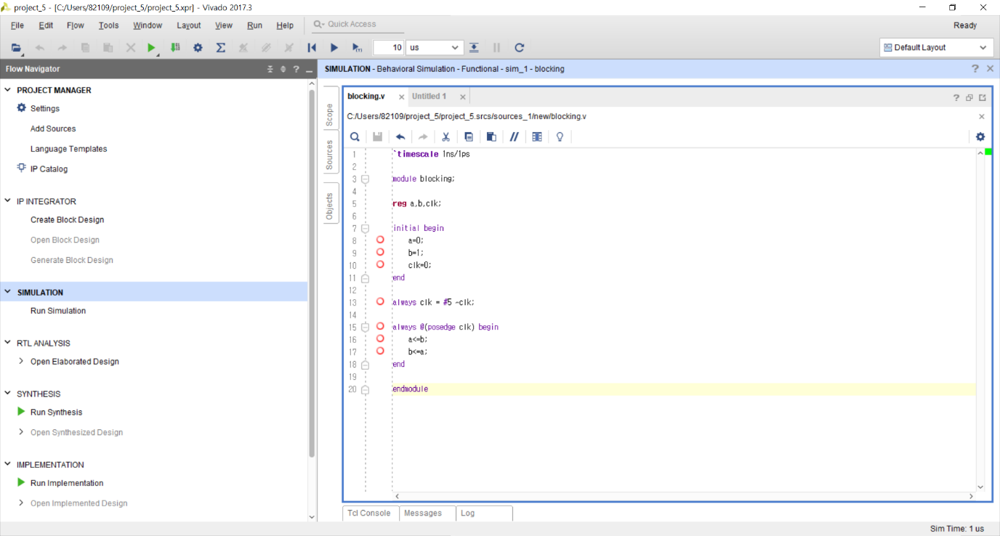 project_5 - [C:/Users/82109/project_5/project_5.xpr] - Vivado 2017.3
File Edit Flow Tools Window Layout View Run Help Quick Access Ready
10 us Default Layout
Flow Navigator
SIMULATION - Behavioral Simulation - Functional - sim_1 - blocking
PROJECT MANAGER
Settings
Add Sources
Language Templates
IP Catalog
IP INTEGRATOR
Create Block Design
Open Block Design
Generate Block Design
SIMULATION
Run Simulation
RTL ANALYSIS
Open Elaborated Design
SYNTHESIS
Run Synthesis
Open Synthesized Design
IMPLEMENTATION
Run Implementation
Open Implemented Design
Scope
Sources
Objects
blocking.v Untitled 1
C:/Users/82109/project_5/project_5.srcs/sources_1/new/blocking.v
1 `timescale 1ns/1ps
2
3 module blocking;
4
5 reg a,b,clk;
6
7 initial begin
8 a=0;
9 b=1;
10 clk=0;
11 end
12
13 always clk = #5 ~clk;
14
15 always @(posedge clk) begin
16 a<=b;
17 b<=a;
18 end
19
20 endmodule
Tcl Console Messages Log
Sim Time: 1 us